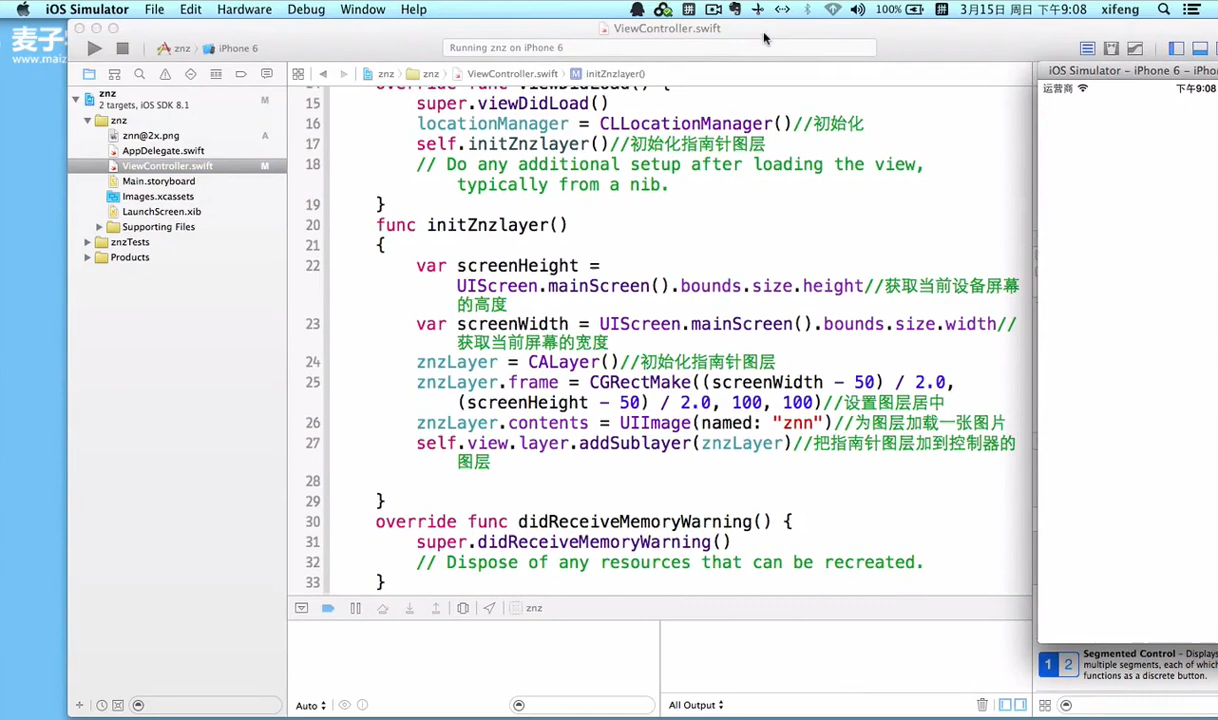 iOS Simulator File Edit Hardware Debug Window Help
100% 拼 3月15日 周日 下午9:08 xifeng
麦子
www.maiz
ViewController.swift
znz iPhone 6
Running znz on iPhone 6
znz znz ViewController.swift M initZnzlayer()
iOS Simulator - iPhone 6 - iPho
运营商 下午9:08
znz M
2 targets, iOS SDK 8.1
znz
znn@2x.png A
AppDelegate.swift
ViewController.swift M
Main.storyboard
Images.xcassets
LaunchScreen.xib
Supporting Files
znzTests
Products
override func viewDidLoad() {
15 super.viewDidLoad()
16 locationManager = CLLocationManager()//初始化
17 self.initZnzlayer()//初始化指南针图层
18 // Do any additional setup after loading the view,
typically from a nib.
19 }
20 func initZnzlayer()
21 {
22 var screenHeight =
UIScreen.mainScreen().bounds.size.height//获取当前设备屏幕
的高度
23 var screenWidth = UIScreen.mainScreen().bounds.size.width//
获取当前屏幕的宽度
24 znzLayer = CALayer()//初始化指南针图层
25 znzLayer.frame = CGRectMake((screenWidth - 50) / 2.0,
(screenHeight - 50) / 2.0, 100, 100)//设置图层居中
26 znzLayer.contents = UIImage(named: "znn")//为图层加载一张图片
27 self.view.layer.addSublayer(znzLayer)//把指南针图层加到控制器的
图层
28
29 }
30 override func didReceiveMemoryWarning() {
31 super.didReceiveMemoryWarning()
32 // Dispose of any resources that can be recreated.
33 }
znz
Auto
All Output
1 2
Segmented Control - Displays
multiple segments, each of which
functions as a discrete button.